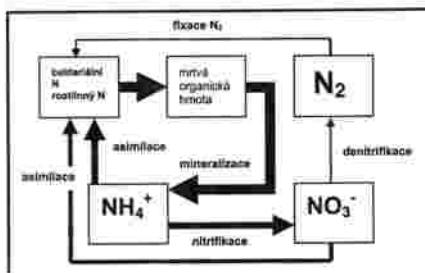 fixace N₂
bakteriální
N
rostlinný N
mrtvá
organická
hmota
N₂
asimilace
mineralizace
denitrifikace
asimilace
NH₄⁺
NO₃⁻
nitrifikace